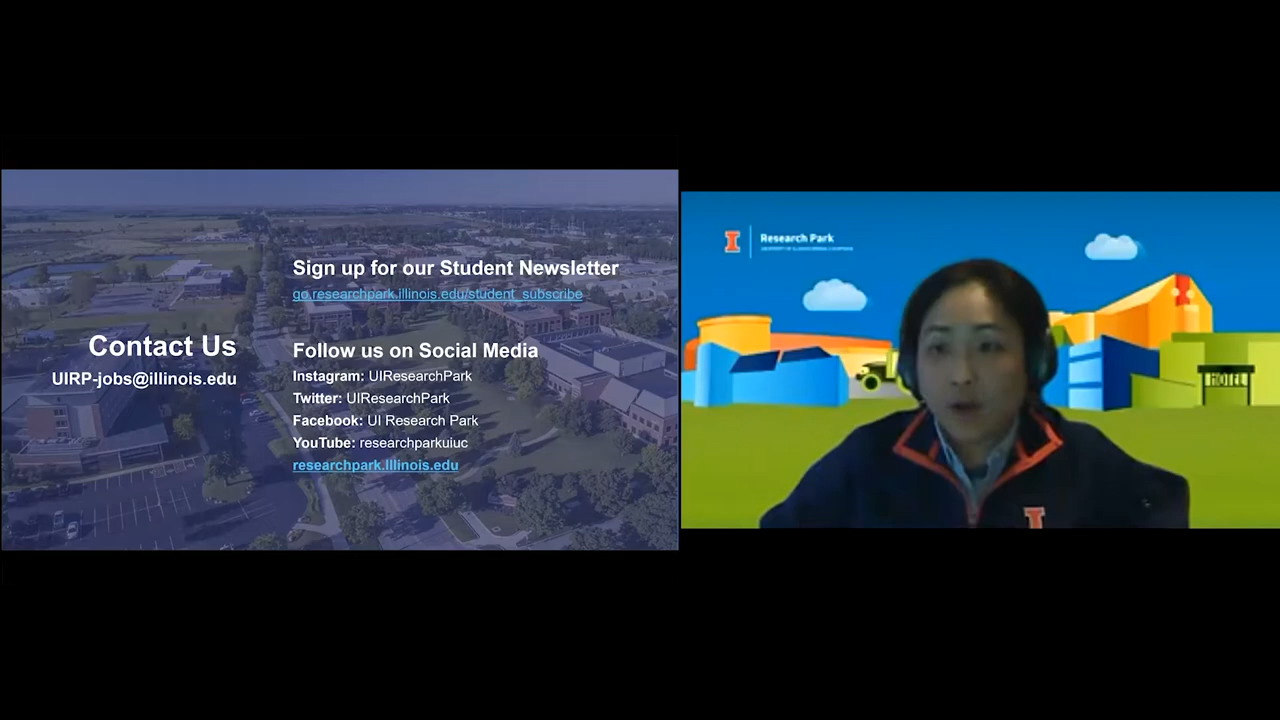 Sign up for our Student Newsletter
go.researchpark.illinois.edu/student_subscribe
Contact Us
UIRP-jobs@illinois.edu
Follow us on Social Media
Instagram: UIResearchPark
Twitter: UIResearchPark
Facebook: UI Research Park
YouTube: researchparkuiuc
researchpark.Illinois.edu
I
Research Park
HOTEL
I